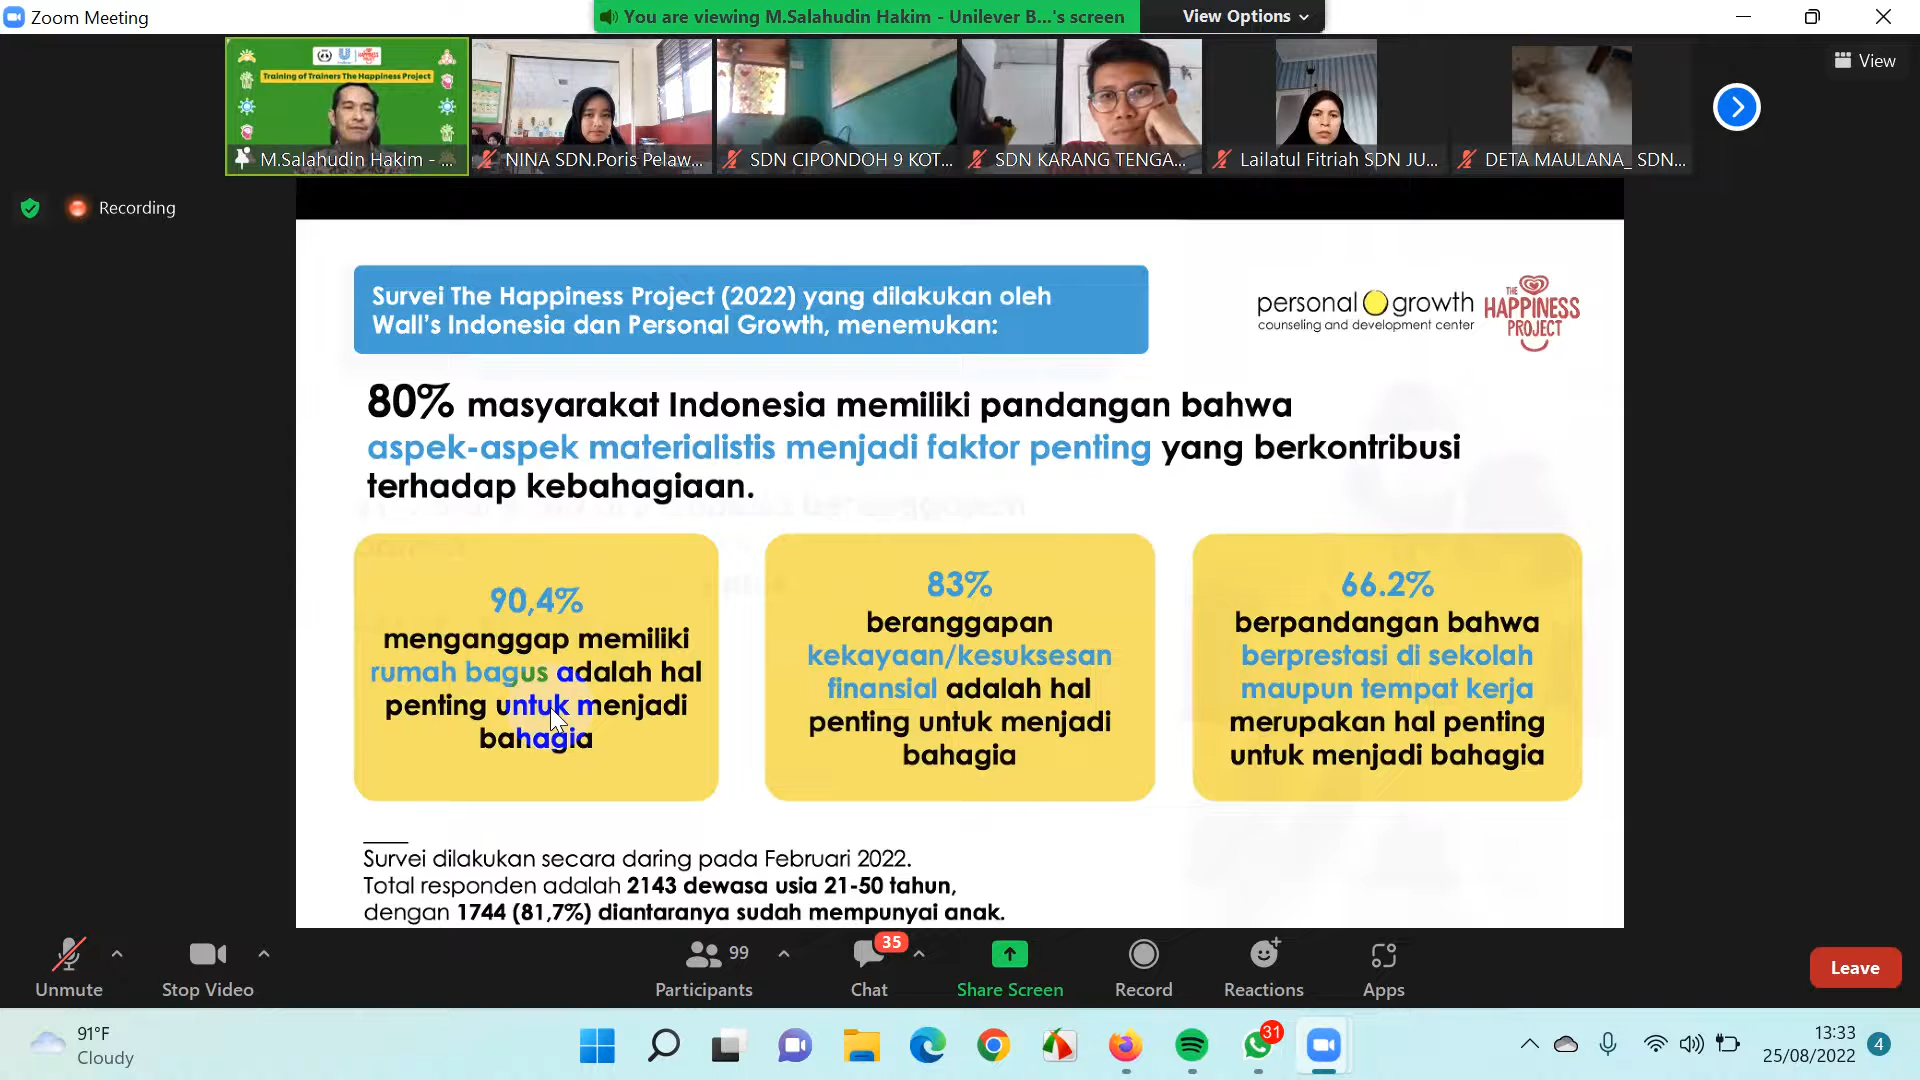 Zoom Meeting
You are viewing M.Salahudin Hakim - Unilever B...'s screen
View Options
View
Training of Trainers The Happiness Project
M.Salahudin Hakim - ...
NINA SDN.Poris Pelaw...
SDN CIPONDOH 9 KOT...
SDN KARANG TENGA...
Lailatul Fitriah SDN JU...
DETA MAULANA_ SDN...
Recording
Survei The Happiness Project (2022) yang dilakukan oleh
Wall's Indonesia dan Personal Growth, menemukan:
personal growth
counseling and development center
THE
HAPPINESS
PROJECT
80% masyarakat Indonesia memiliki pandangan bahwa
aspek-aspek materialistis menjadi faktor penting yang berkontribusi
terhadap kebahagiaan.
90,4%
menganggap memiliki
rumah bagus adalah hal
penting untuk menjadi
bahagia
83%
beranggapan
kekayaan/kesuksesan
finansial adalah hal
penting untuk menjadi
bahagia
66.2%
berpandangan bahwa
berprestasi di sekolah
maupun tempat kerja
merupakan hal penting
untuk menjadi bahagia
Survei dilakukan secara daring pada Februari 2022.
Total responden adalah 2143 dewasa usia 21-50 tahun,
dengan 1744 (81,7%) diantaranya sudah mempunyai anak.
Unmute
Stop Video
99
Participants
35
Chat
Share Screen
Record
Reactions
Apps
Leave
91°F
Cloudy
31
13:33
25/08/2022
4